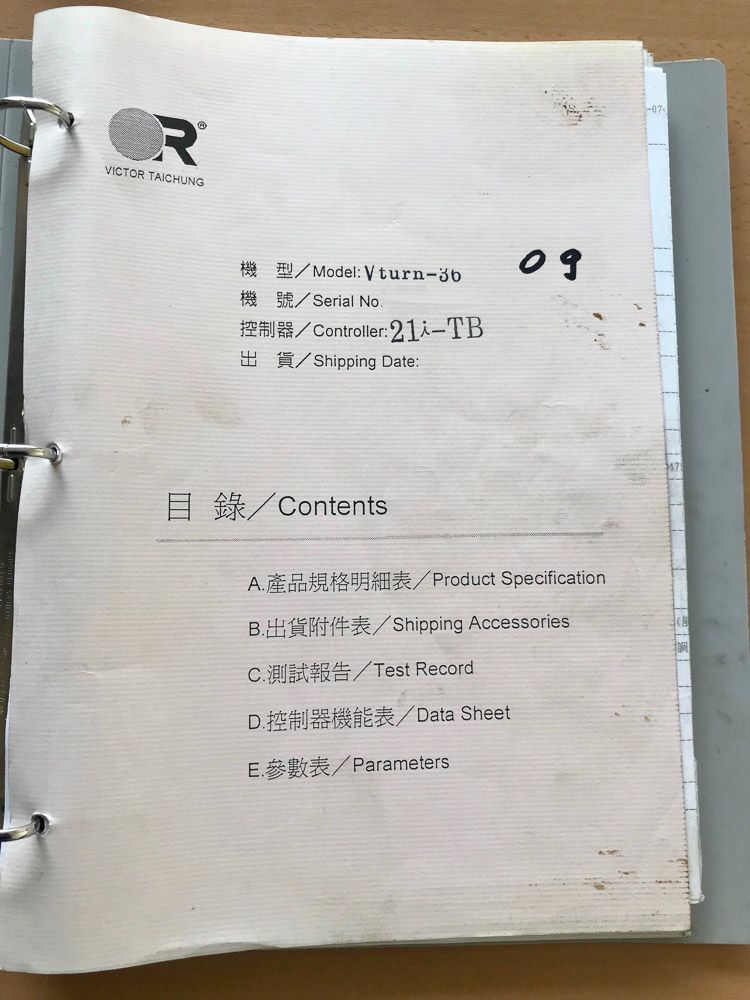 R®
VICTOR TAICHUNG
機 型／Model: Vturn-36
09
機 號／Serial No.
控制器／Controller: 21i-TB
出 貨／Shipping Date:
目 錄／Contents
A.產品規格明細表／Product Specification
B.出貨附件表／Shipping Accessories
C.測試報告／Test Record
D.控制器機能表／Data Sheet
E.參數表／Parameters